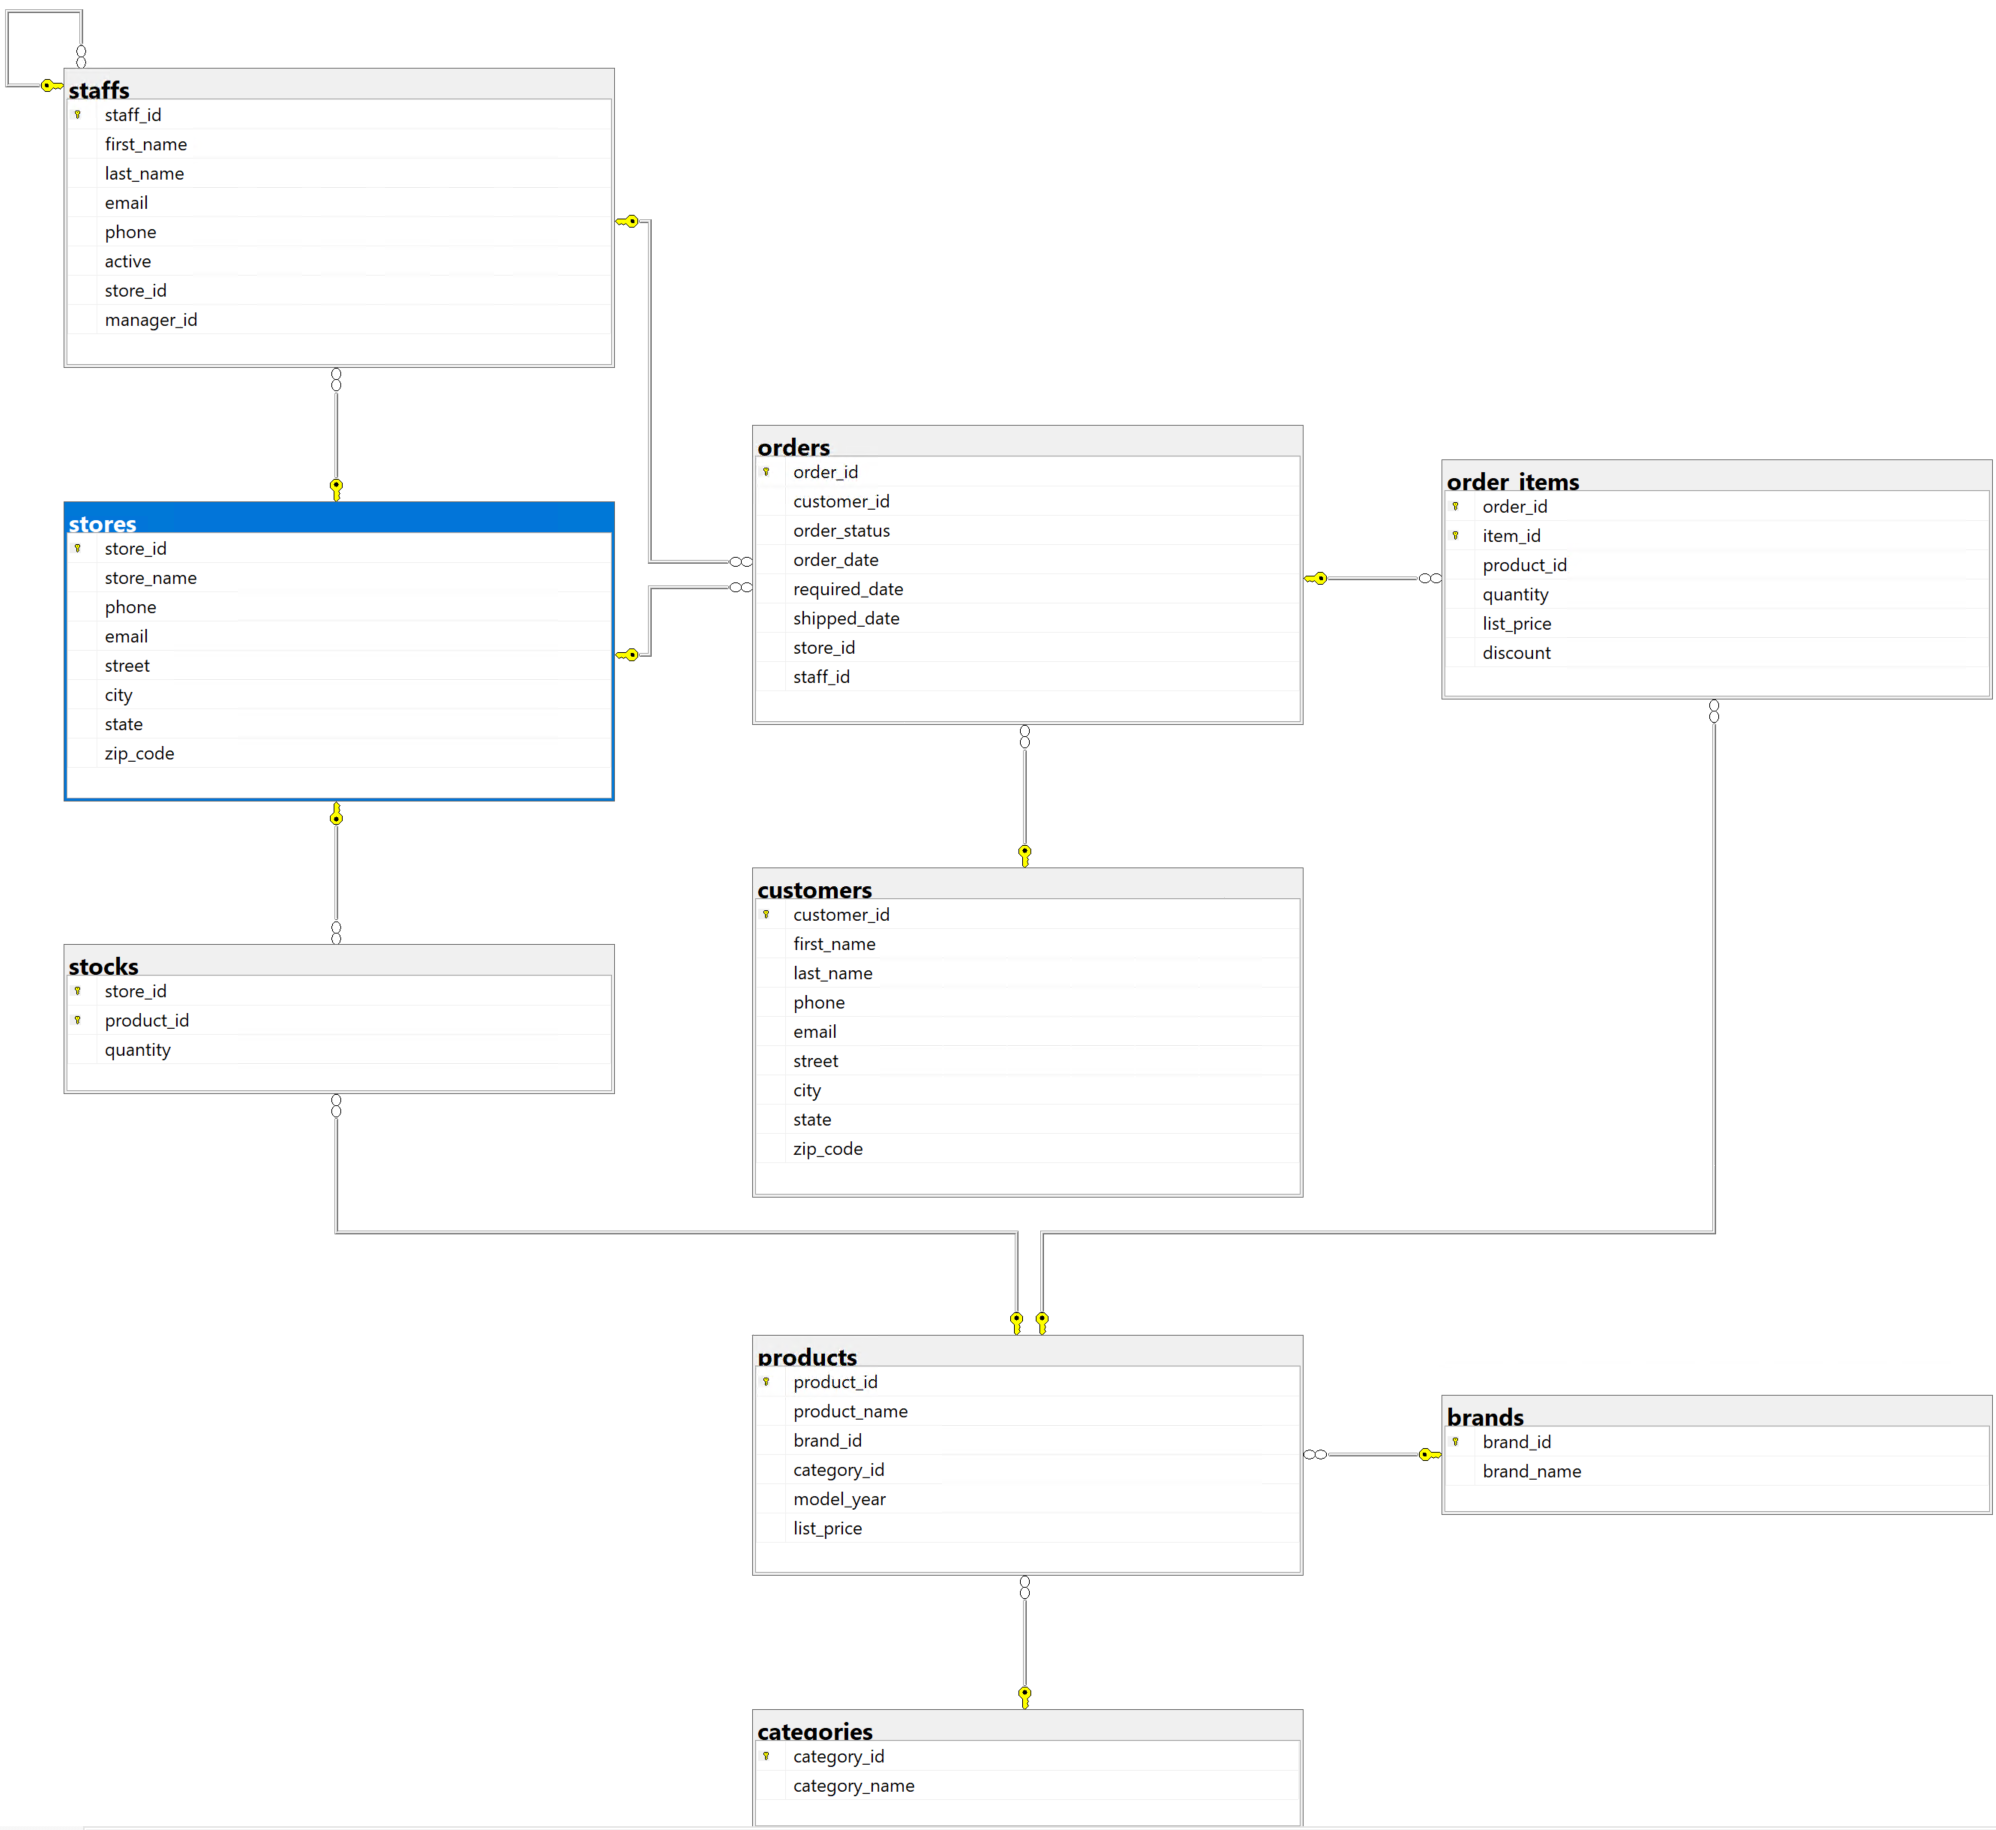 staffs
staff_id
first_name
last_name
email
phone
active
store_id
manager_id
stores
store_id
store_name
phone
email
street
city
state
zip_code
stocks
store_id
product_id
quantity
orders
order_id
customer_id
order_status
order_date
required_date
shipped_date
store_id
staff_id
customers
customer_id
first_name
last_name
phone
email
street
city
state
zip_code
products
product_id
product_name
brand_id
category_id
model_year
list_price
categories
category_id
category_name
order_items
order_id
item_id
product_id
quantity
list_price
discount
brands
brand_id
brand_name